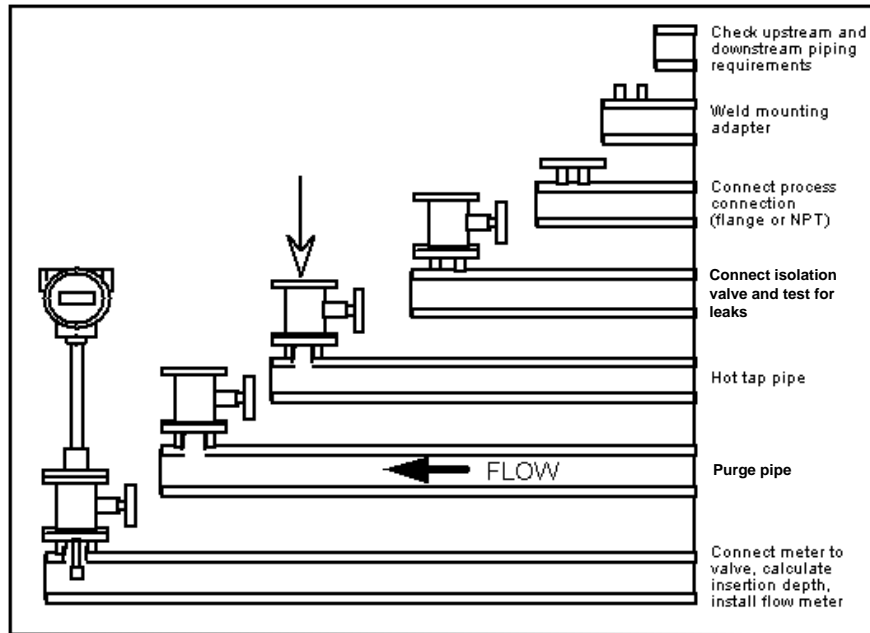 Check upstream and
downstream piping
requirements
Weld mounting
adapter
Connect process
connection
(flange or NPT)
Connect isolation
valve and test for
leaks
Hot tap pipe
FLOW
Purge pipe
Connect meter to
valve, calculate
insertion depth,
install flow meter